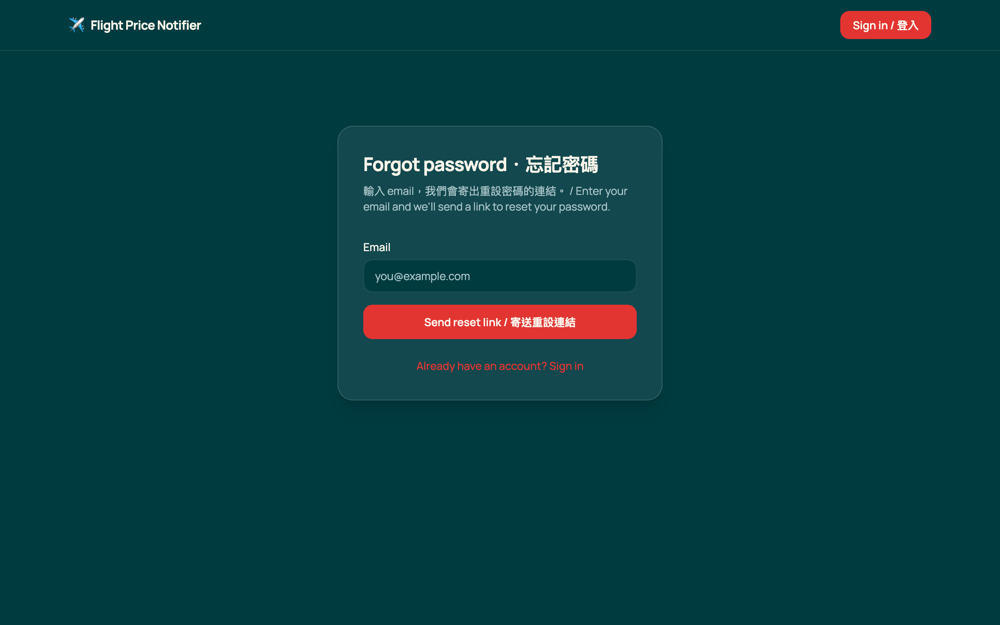 Flight Price Notifier
Sign in / 登入
Forgot password · 忘記密碼
輸入 email，我們會寄出重設密碼的連結。 / Enter your
email and we'll send a link to reset your password.
Email
you@example.com
Send reset link / 寄送重設連結
Already have an account? Sign in